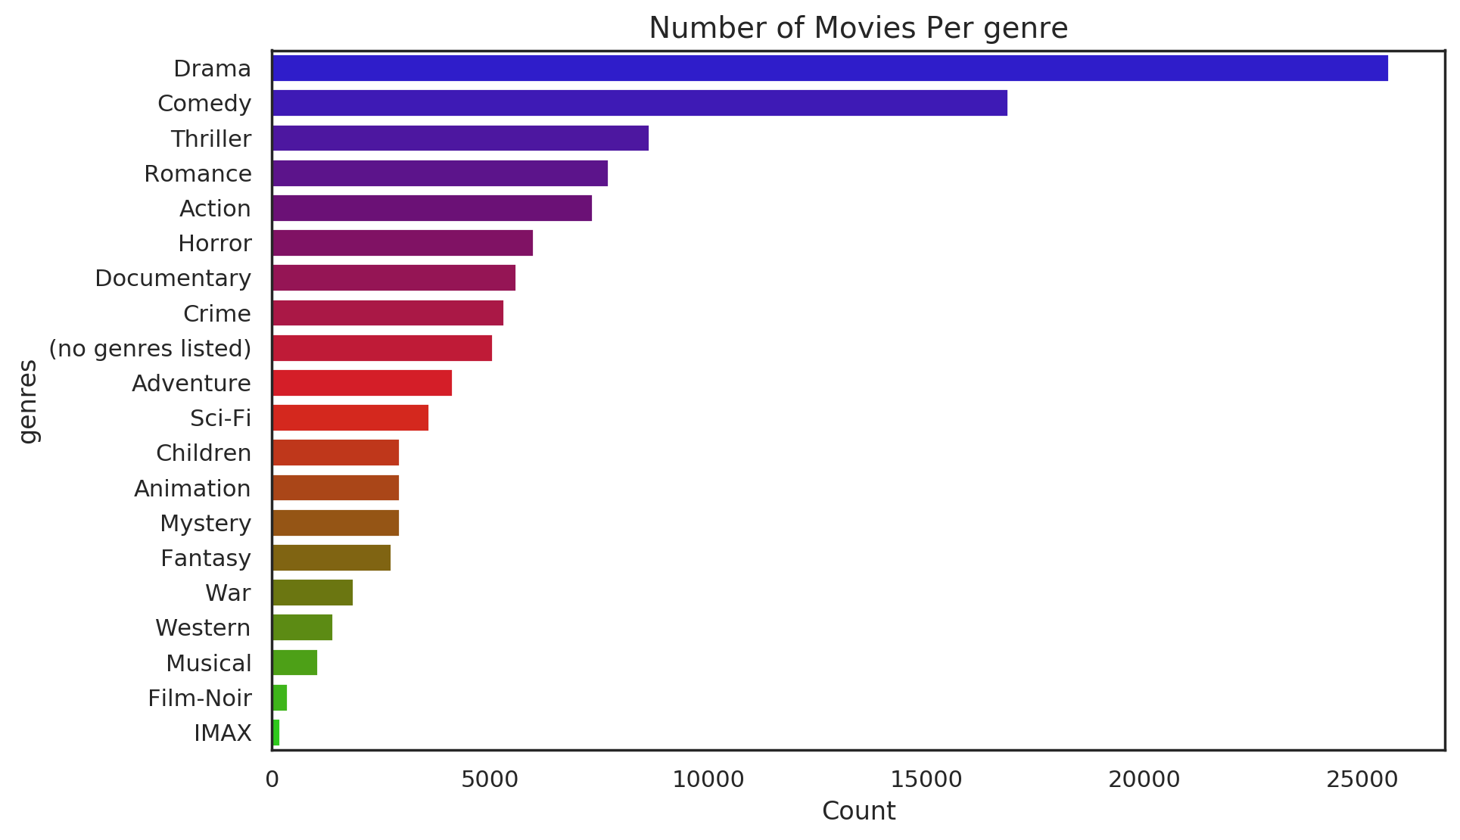 Number of Movies Per genre
Drama
Comedy
Thriller
Romance
Action
Horror
Documentary
Crime
(no genres listed)
Adventure
Sci-Fi
Children
Animation
Mystery
Fantasy
War
Western
Musical
Film-Noir
IMAX
genres
0 5000 10000 15000 20000 25000
Count